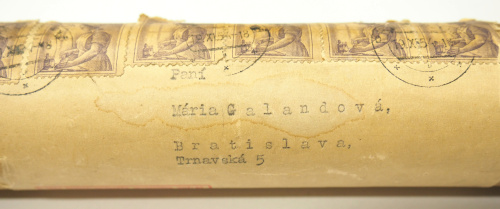 Paní
Mária Galandová,
Bratislava,
Trnavská 5